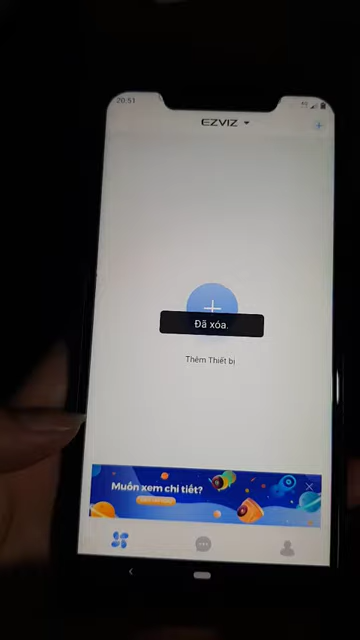 20:51
EZVIZ
Đã xóa.
Thêm Thiết bị
Muốn xem chi tiết?